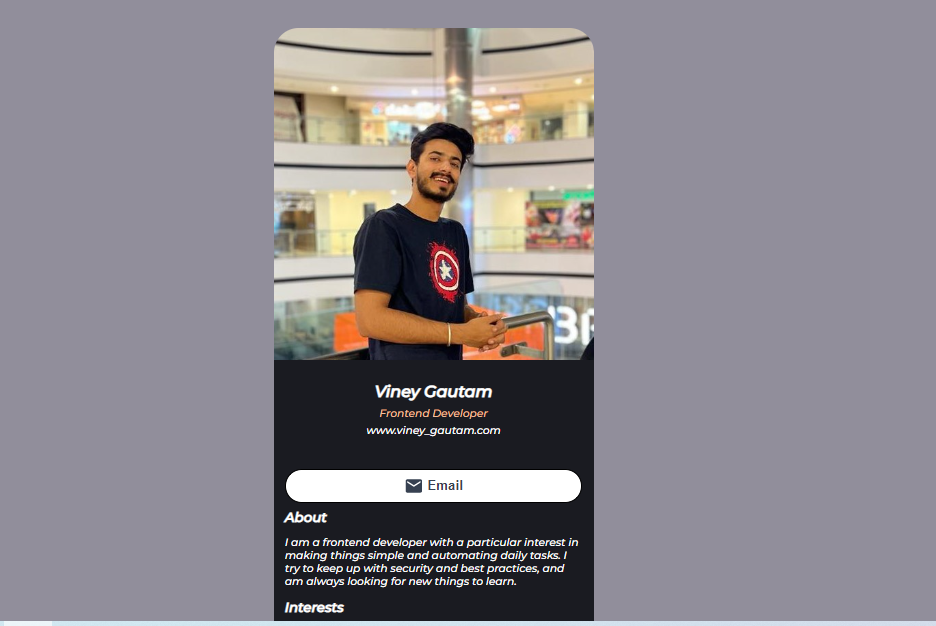 Viney Gautam
Frontend Developer
www.viney_gautam.com
Email
About
I am a frontend developer with a particular interest in
making things simple and automating daily tasks. I
try to keep up with security and best practices, and
am always looking for new things to learn.
Interests